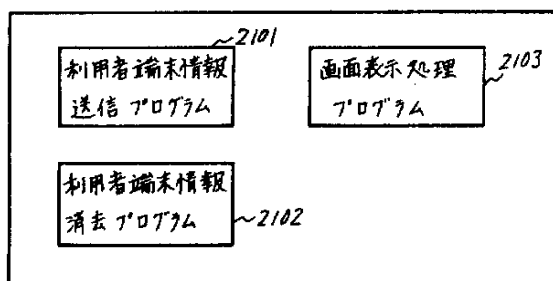 2101
利用者端末情報
送信プログラム
画面表示処理
プログラム
2103
利用者端末情報
消去プログラム
2102